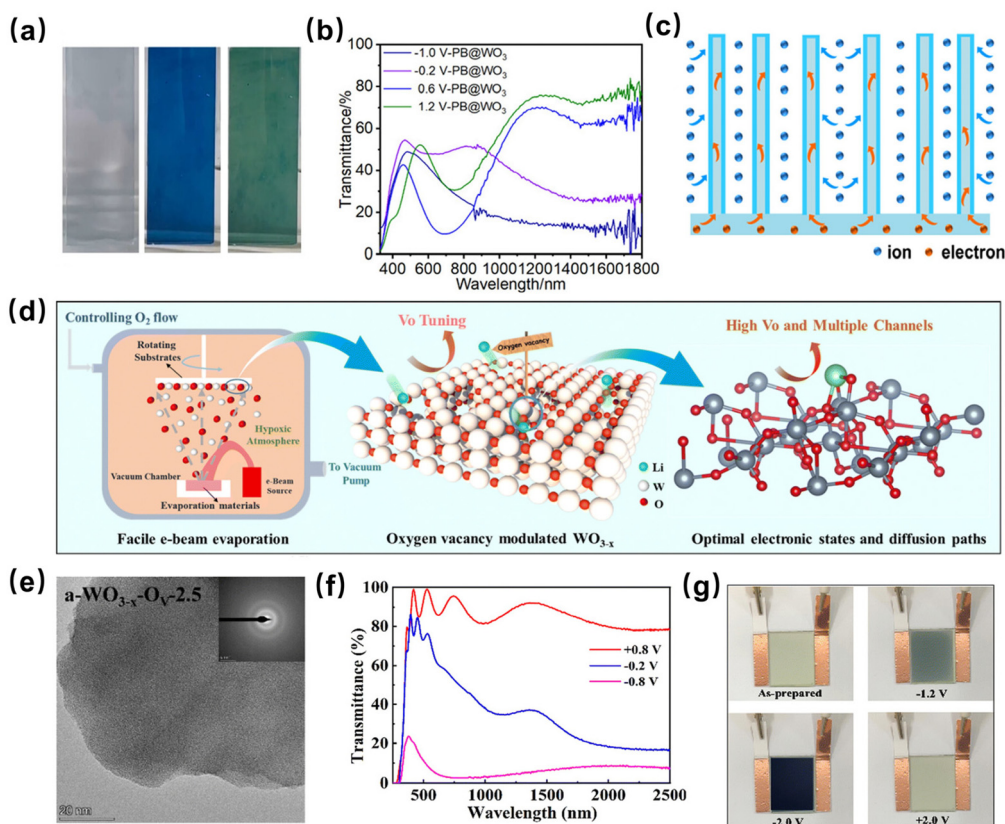 (a)
(b)
-1.0 V-PB@WO₃
-0.2 V-PB@WO₃
0.6 V-PB@WO₃
1.2 V-PB@WO₃
Transmittance/%
100
80
60
40
20
0
400 600 800 1000 1200 1400 1600 1800
Wavelength/nm
(c)
ion electron
(d)
Controlling O₂ flow
Rotating
Substrates
Hypoxic
Atmosphere
Vacuum Chamber
e-Beam
Source
Evaporation materials
To Vacuum
Pump
Facile e-beam evaporation
Vo Tuning
Oxygen vacancy
Li
W
O
Oxygen vacancy modulated WO₃₋ₓ
High Vo and Multiple Channels
Optimal electronic states and diffusion paths
(e)
a-WO₃₋ₓ-Oᵥ-2.5
20 nm
(f)
Transmittance (%)
100
80
60
40
20
0
+0.8 V
-0.2 V
-0.8 V
500 1000 1500 2000 2500
Wavelength (nm)
(g)
As-prepared
-1.2 V
-2.0 V
+2.0 V